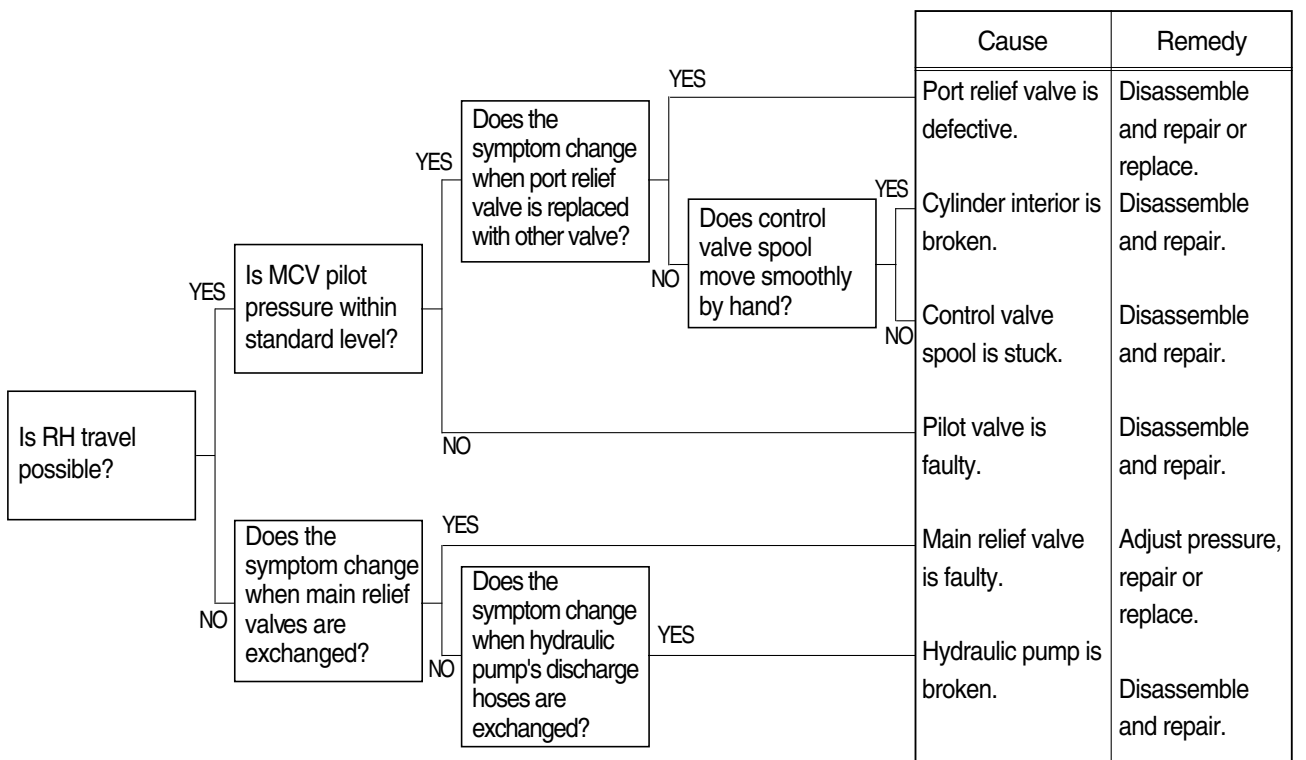 Cause
Remedy
YES
Port relief valve is
defective.
Disassemble
and repair or
replace.
Does the
symptom change
when port relief
valve is replaced
with other valve?
YES
YES
Cylinder interior is
broken.
Disassemble
and repair.
Does control
valve spool
move smoothly
by hand?
NO
Is MCV pilot
pressure within
standard level?
YES
NO
Control valve
spool is stuck.
Disassemble
and repair.
Is RH travel
possible?
NO
Pilot valve is
faulty.
Disassemble
and repair.
Does the
symptom change
when main relief
valves are
exchanged?
NO
YES
Main relief valve
is faulty.
Adjust pressure,
repair or
replace.
Does the
symptom change
when hydraulic
pump's discharge
hoses are
exchanged?
NO
YES
Hydraulic pump is
broken.
Disassemble
and repair.